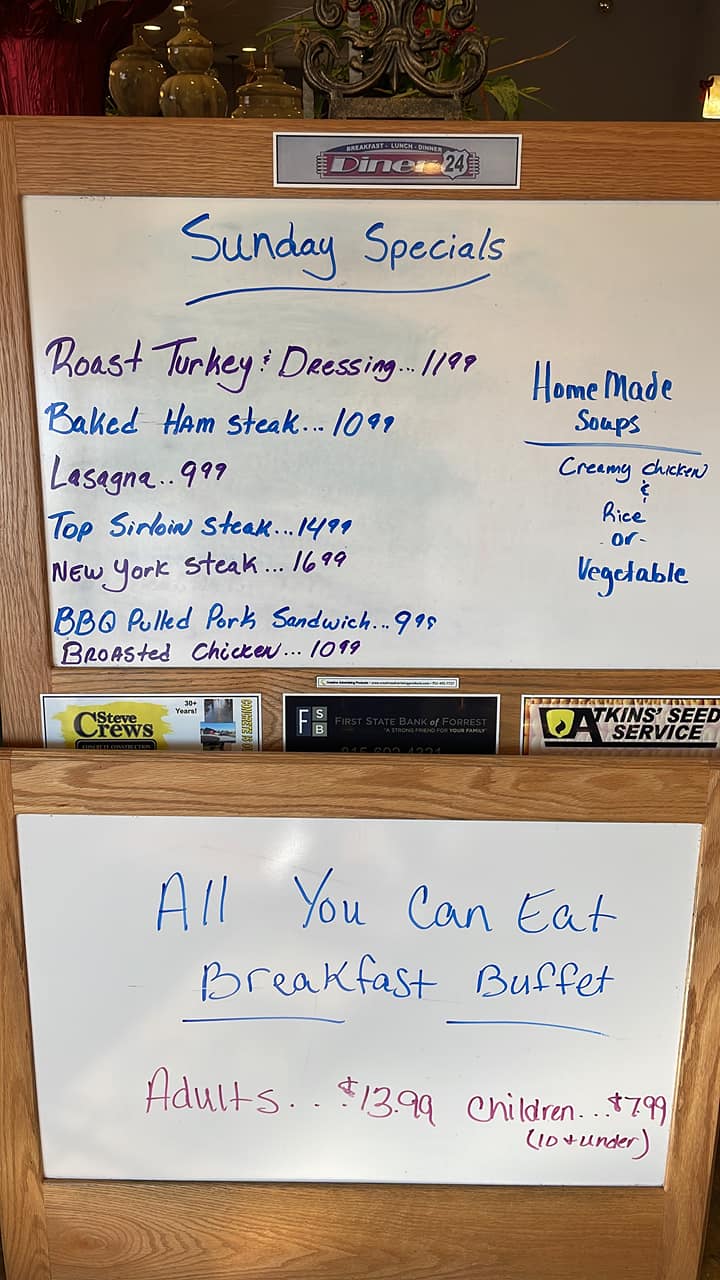 BREAKFAST - LUNCH - DINNER
Diner 24
Sunday Specials
Roast Turkey & Dressing... 1199
Baked Ham steak... 1099
Lasagna.. 999
Top Sirloin Steak... 1499
New York Steak... 1699
BBQ Pulled Pork Sandwich... 999
Broasted Chicken... 1099
Home Made
Soups
Creamy chicken
&
Rice
-or-
Vegetable
Steve
Crews
30+
Years!
CONCRETE CONSTRUCTION
FSB
FIRST STATE BANK of FORREST
"A STRONG FRIEND FOR YOUR FAMILY"
ATKINS' SEED
SERVICE
All You Can Eat
Breakfast Buffet
Adults... $13.99 Children... $7.99
(10 + under)